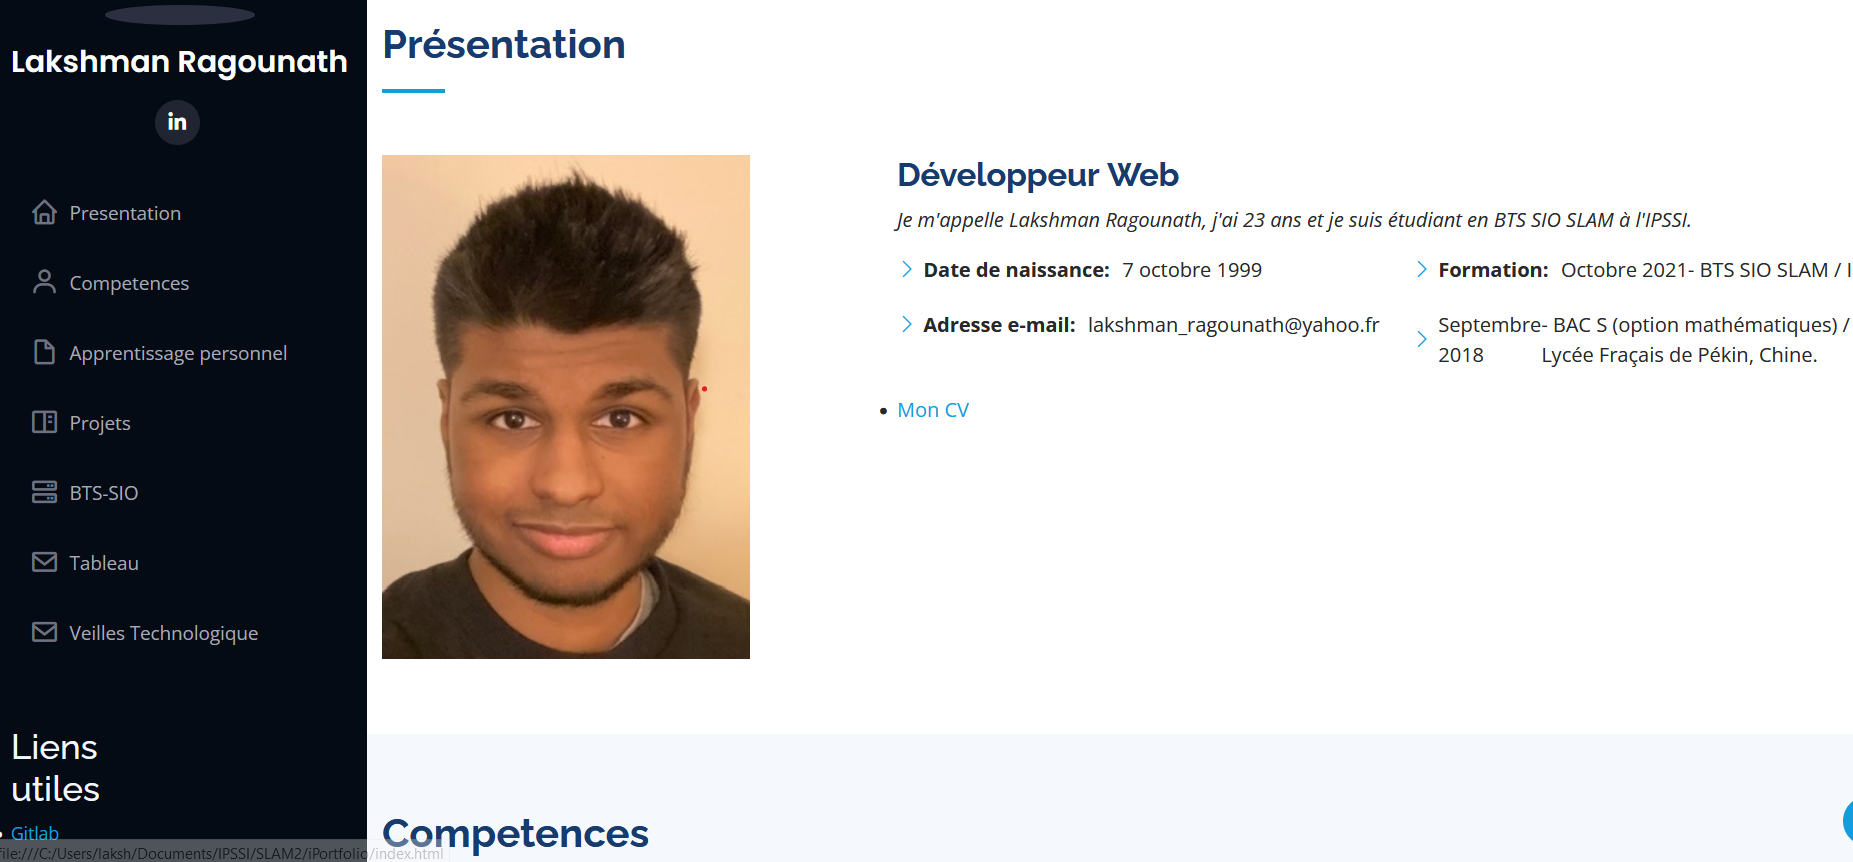 Lakshman Ragounath
in
Presentation
Competences
Apprentissage personnel
Projets
BTS-SIO
Tableau
Veilles Technologique
Liens
utiles
Gitlab
file:///C:/Users/laksh/Documents/IPSSI/SLAM2/iPortfolio/index.html
Présentation
Développeur Web
Je m'appelle Lakshman Ragounath, j'ai 23 ans et je suis étudiant en BTS SIO SLAM à l'IPSSI.
Date de naissance: 7 octobre 1999
Adresse e-mail: lakshman_ragounath@yahoo.fr
Formation: Octobre 2021- BTS SIO SLAM / I
Septembre- BAC S (option mathématiques) /
2018 Lycée Fraçais de Pékin, Chine.
Mon CV
Competences